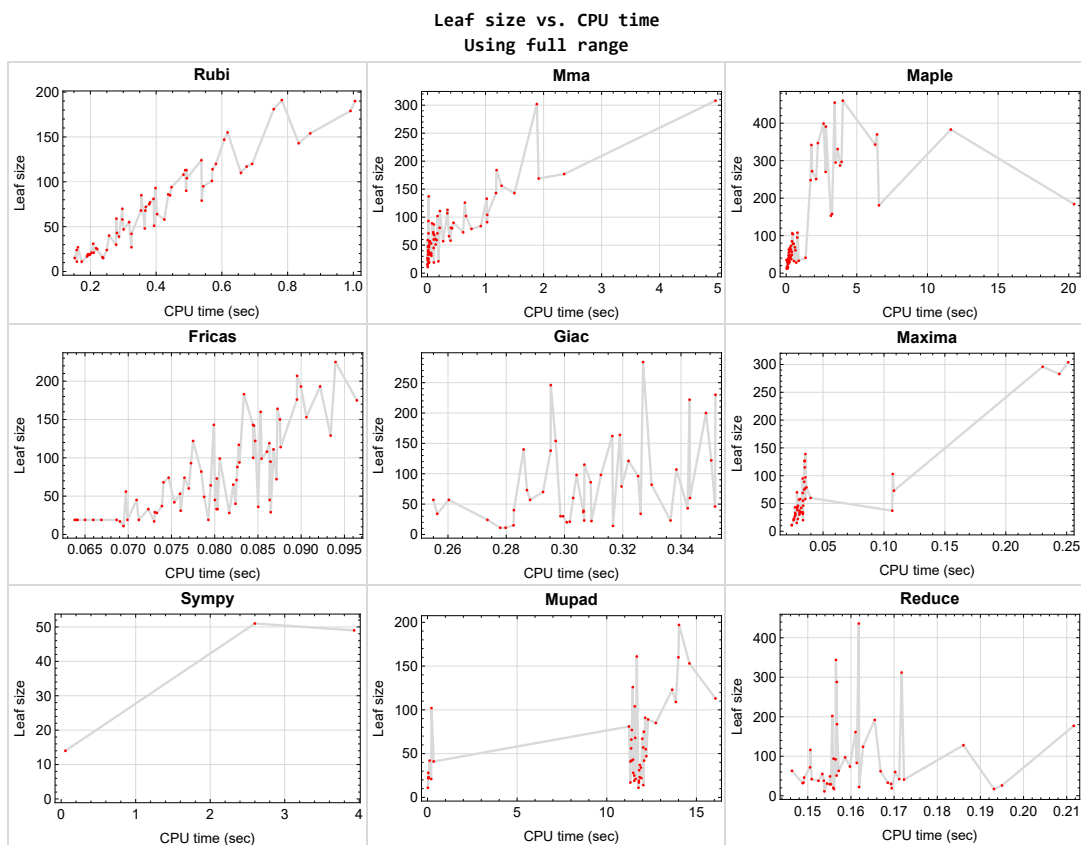 Leaf size vs. CPU time
Using full range
Rubi
Leaf size
200
150
100
50
0
0.2 0.4 0.6 0.8 1.0
CPU time (sec)
Mma
Leaf size
300
250
200
150
100
50
0
0 1 2 3 4 5
CPU time (sec)
Maple
Leaf size
400
300
200
100
0
0 5 10 15 20
CPU time (sec)
Fricas
Leaf size
200
150
100
50
0
0.065 0.070 0.075 0.080 0.085 0.090 0.095
CPU time (sec)
Giac
Leaf size
250
200
150
100
50
0
0.26 0.28 0.30 0.32 0.34
CPU time (sec)
Maxima
Leaf size
300
250
200
150
100
50
0
0.05 0.10 0.15 0.20 0.25
CPU time (sec)
Sympy
Leaf size
50
40
30
20
10
0
0 1 2 3 4
CPU time (sec)
Mupad
Leaf size
200
150
100
50
0
0 5 10 15
CPU time (sec)
Reduce
Leaf size
400
300
200
100
0
0.15 0.16 0.17 0.18 0.19 0.20 0.21
CPU time (sec)